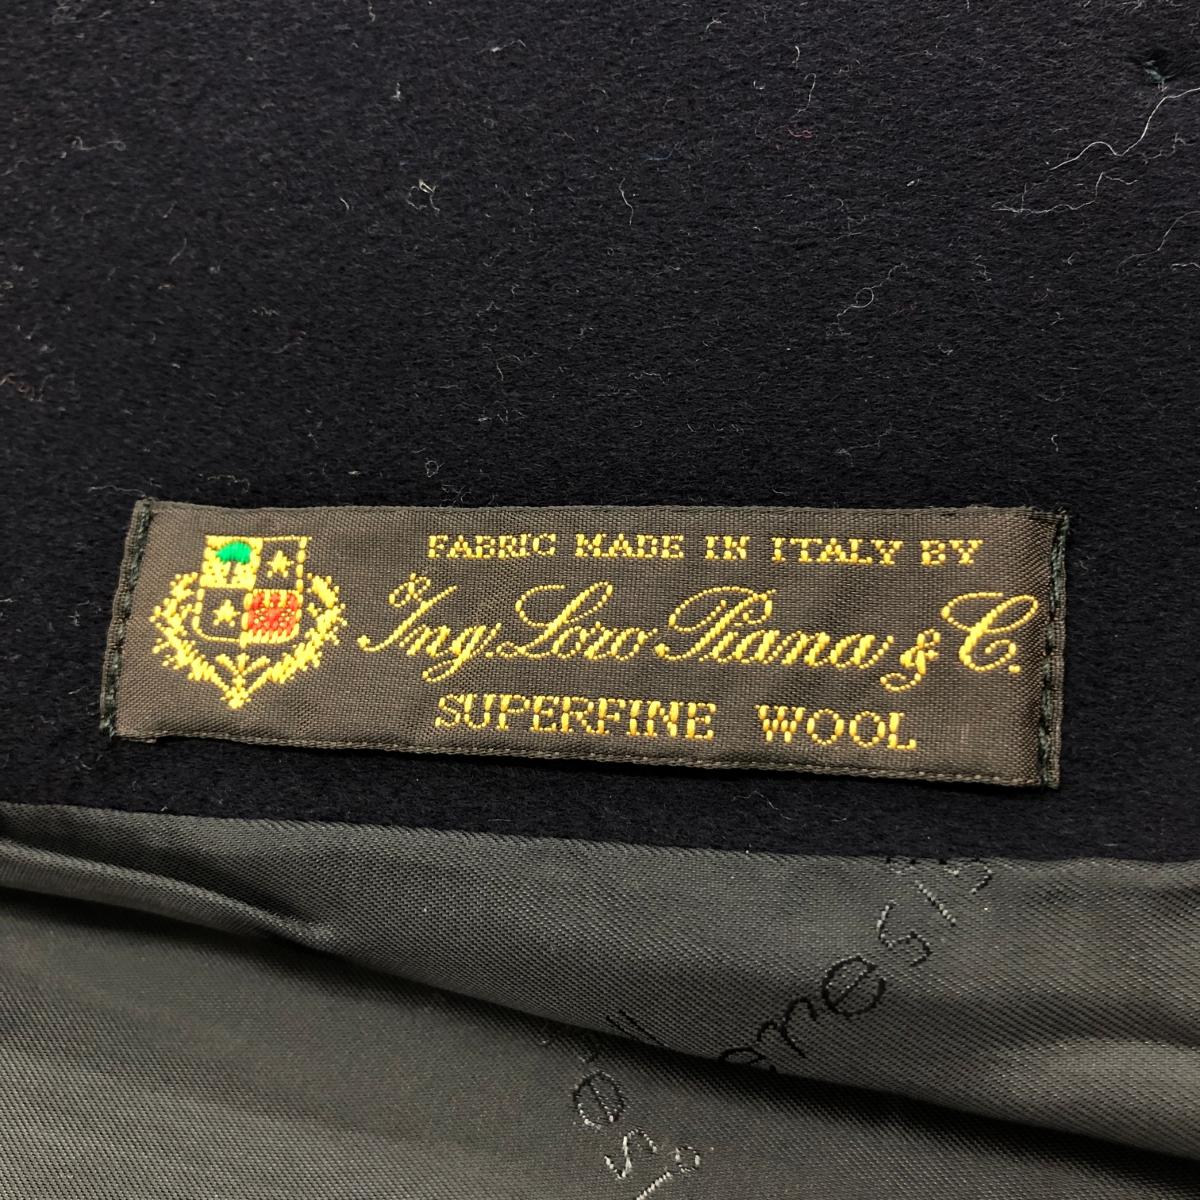 FABRIC MADE IN ITALY BY
Ing. Loro Piana & C.
SUPERFINE WOOL